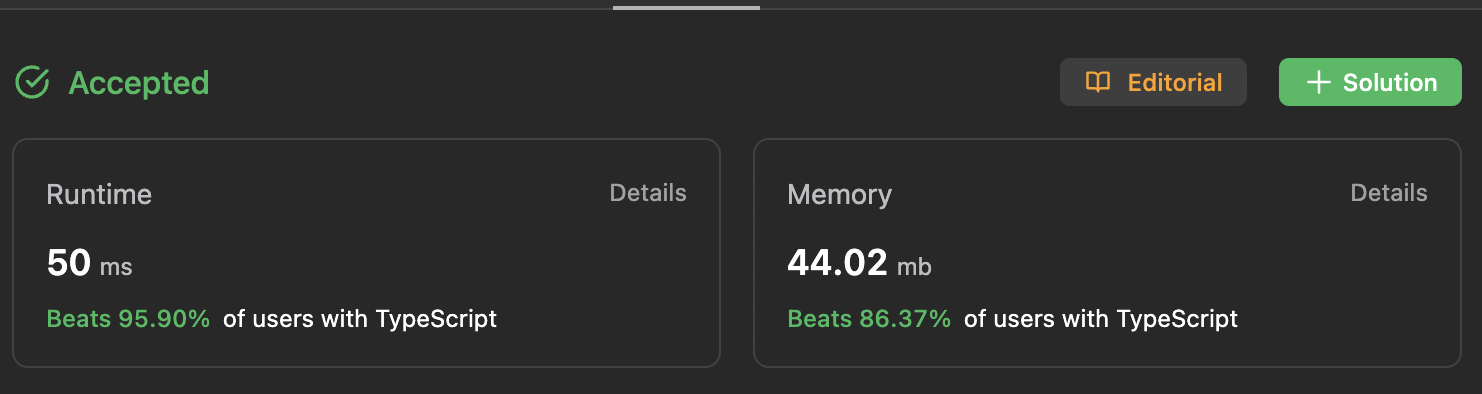 Accepted
Editorial
+ Solution
Runtime Details
50 ms
Beats 95.90% of users with TypeScript
Memory Details
44.02 mb
Beats 86.37% of users with TypeScript